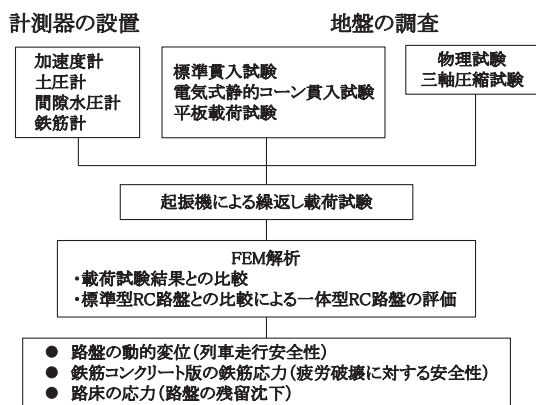 計測器の設置
地盤の調査
加速度計
土圧計
間隙水圧計
鉄筋計
標準貫入試験
電気式静的コーン貫入試験
平板載荷試験
物理試験
三軸圧縮試験
起振機による繰返し載荷試験
FEM解析
・載荷試験結果との比較
・標準型RC路盤との比較による一体型RC路盤の評価
● 路盤の動的変位(列車走行安全性)
● 鉄筋コンクリート版の鉄筋応力(疲労破壊に対する安全性)
● 路床の応力(路盤の残留沈下)